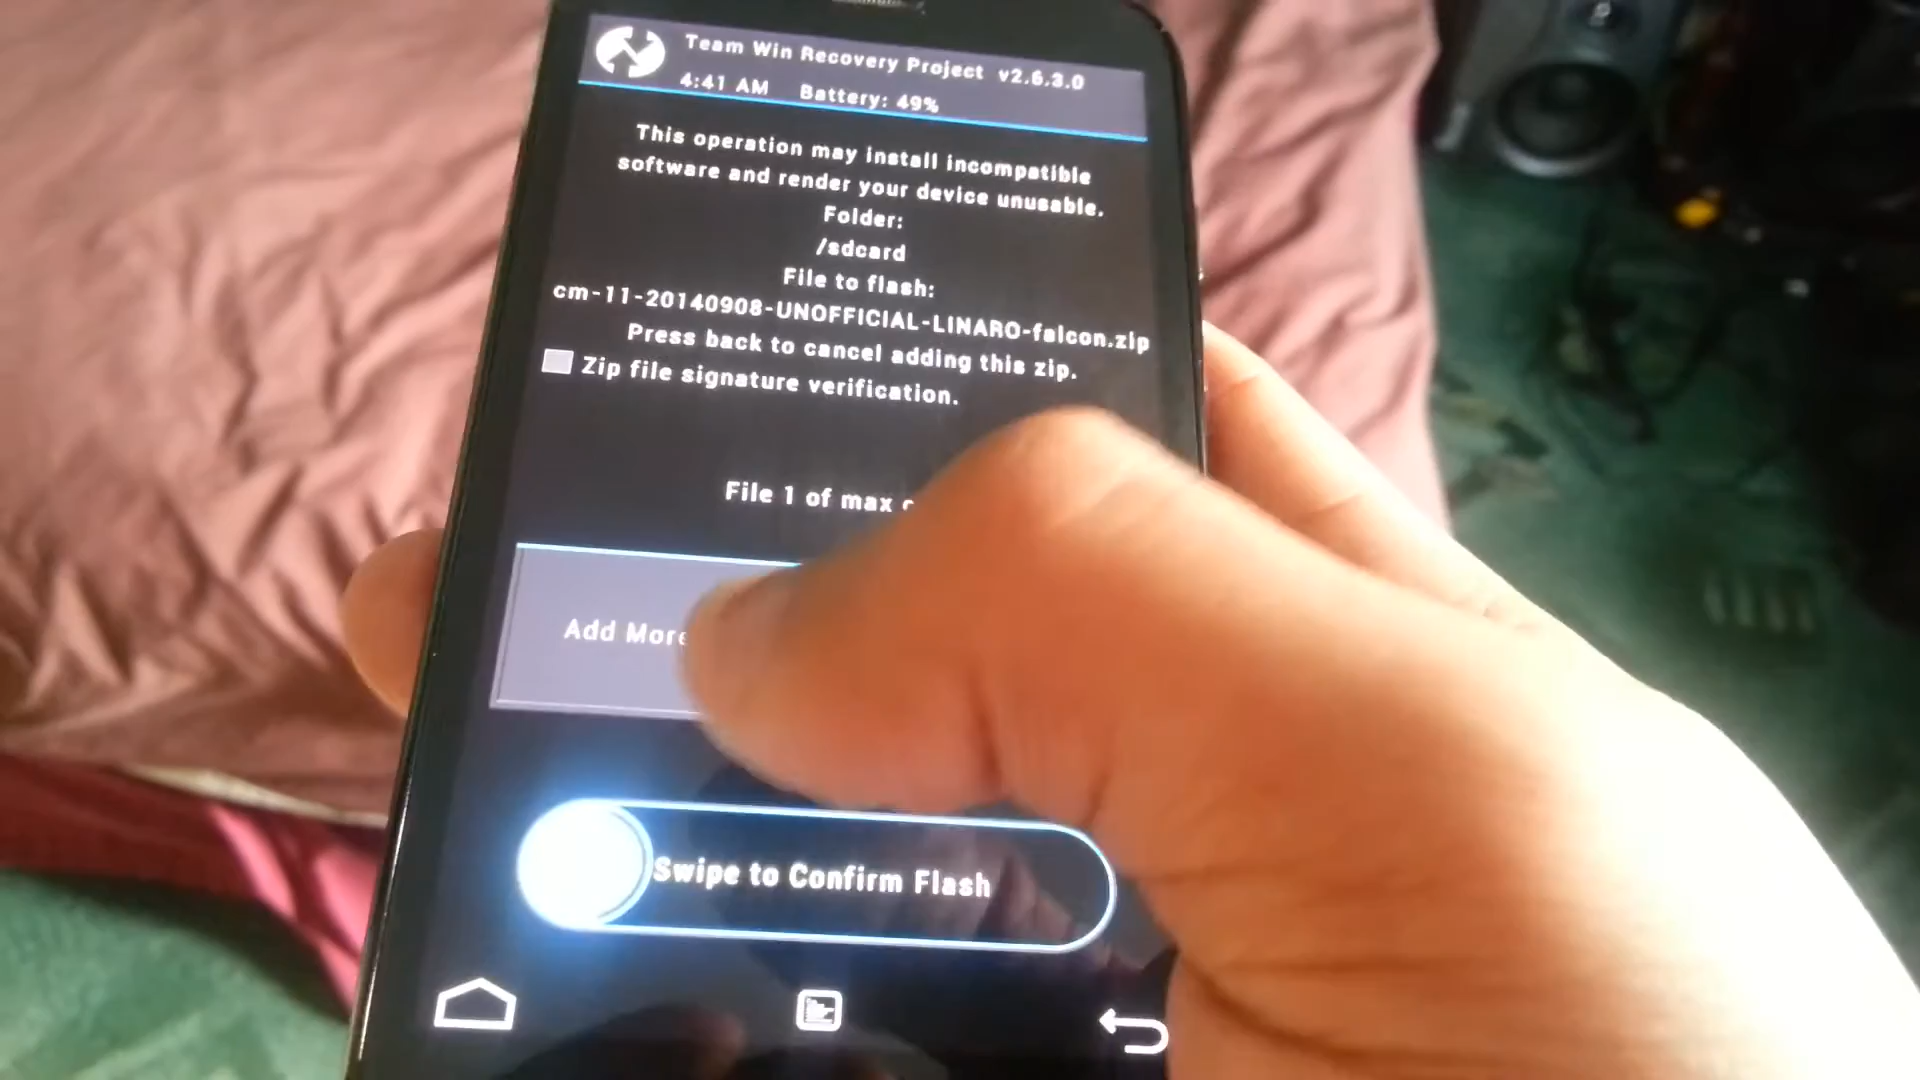 Team Win Recovery Project v2.6.3.0
4:41 AM Battery: 49%
This operation may install incompatible
software and render your device unusable.
Folder:
/sdcard
File to flash:
cm-11-20140908-UNOFFICIAL-LINARO-falcon.zip
Press back to cancel adding this zip.
Zip file signature verification.
File 1 of max
Add More
Swipe to Confirm Flash